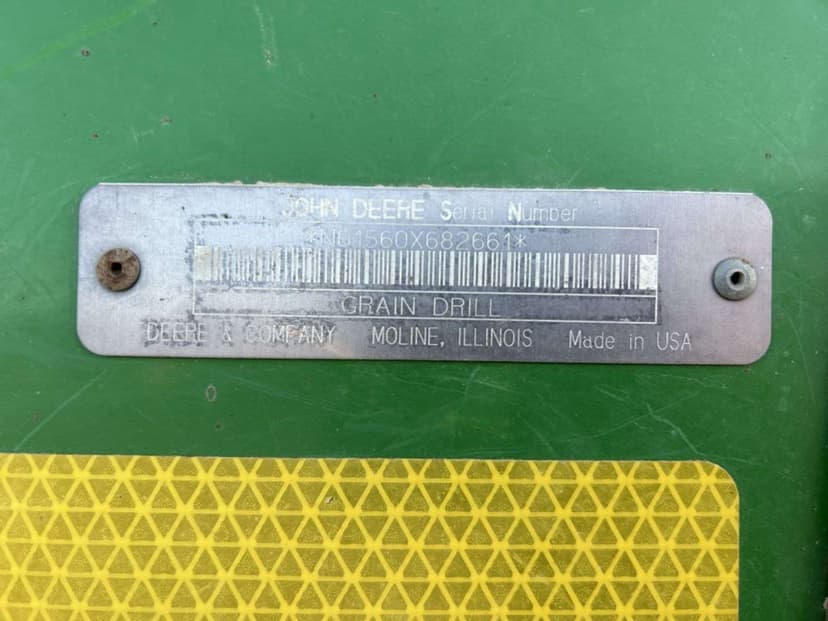 JOHN DEERE Serial Number
*N01560X682661*
GRAIN DRILL
DEERE & COMPANY MOLINE, ILLINOIS Made in USA